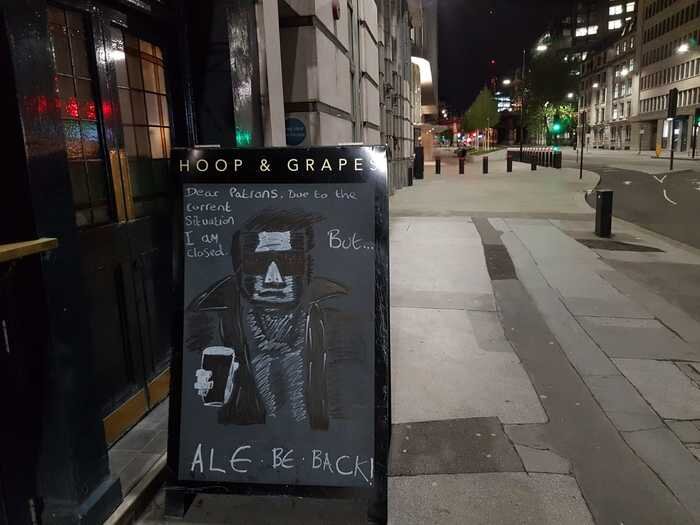 HOOP & GRAPES
Dear Patrons, Due to the
current
Situation
I am
closed.
But...
ALE · BE · BACK!